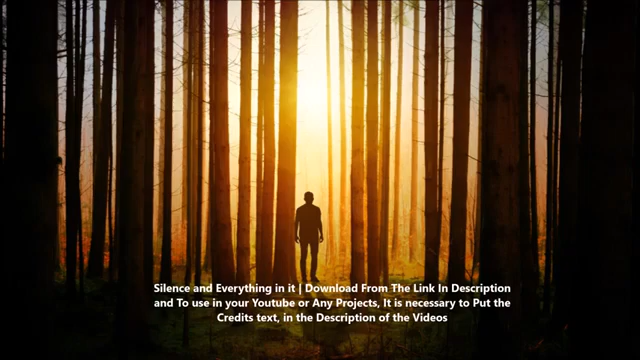 Silence and Everything in it | Download From The Link In Description
and To use in your Youtube or Any Projects, It is necessary to Put the
Credits text, in the Description of the Videos